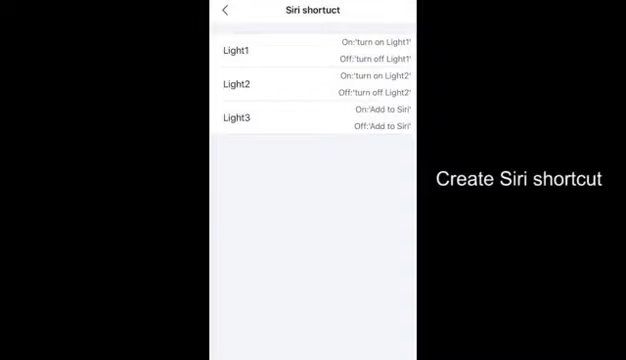 Siri shortuct
On:'turn on Light1'
Light1
Off:'turn off Light1'
On:'turn on Light2'
Light2
Off:'turn off Light2'
On:'Add to Siri'
Light3
Off:'Add to Siri'
Create Siri shortcut